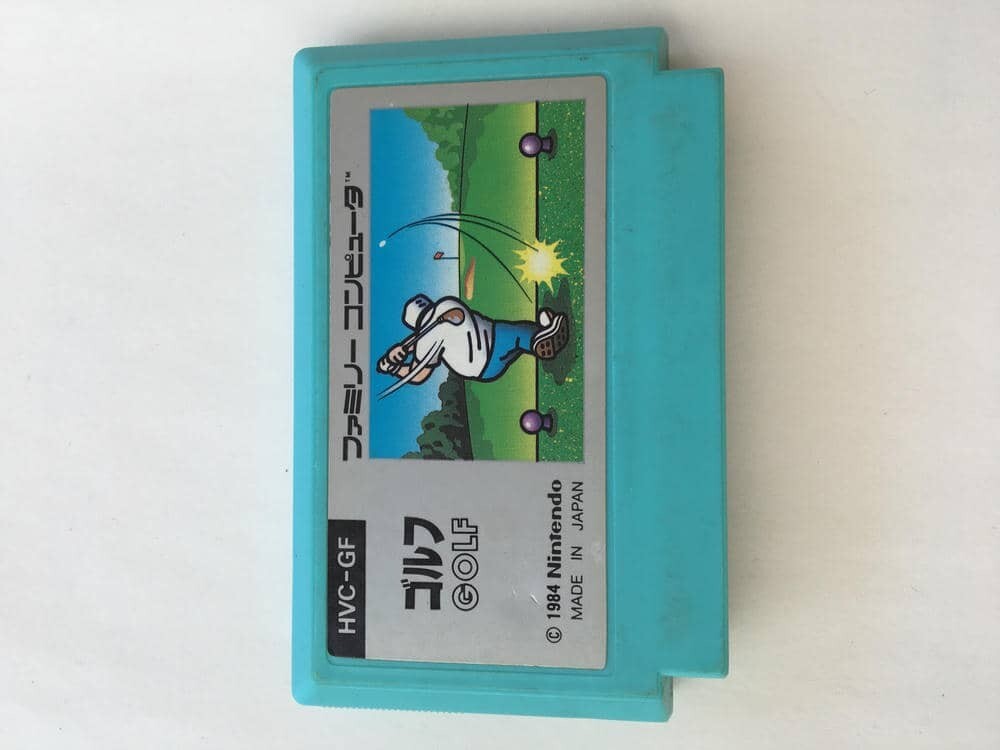 HVC-GF
ファミリー コンピュータ™
ゴルフ
GOLF
© 1984 Nintendo
MADE IN JAPAN